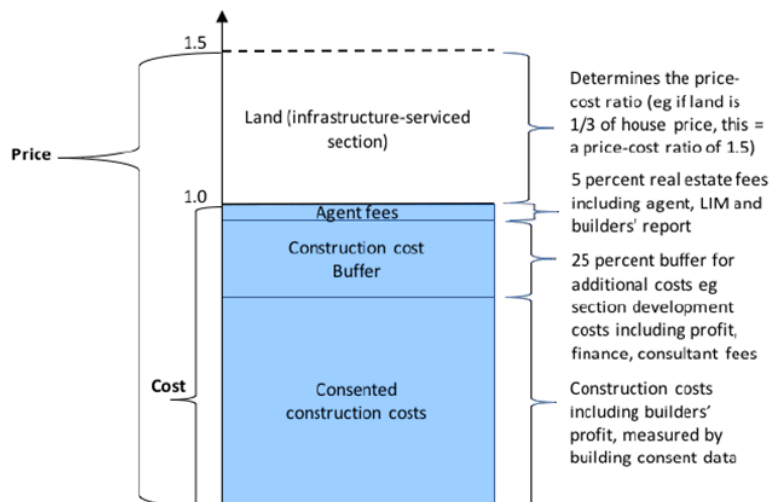 1.5
Land (infrastructure-serviced
section)
Determines the price-
cost ratio (eg if land is
1/3 of house price, this =
a price-cost ratio of 1.5)
Price
1.0
Agent fees
5 percent real estate fees
including agent, LIM and
builders' report
Construction cost
Buffer
25 percent buffer for
additional costs eg
section development
costs including profit,
finance, consultant fees
Cost
Consented
construction costs
Construction costs
including builders'
profit, measured by
building consent data